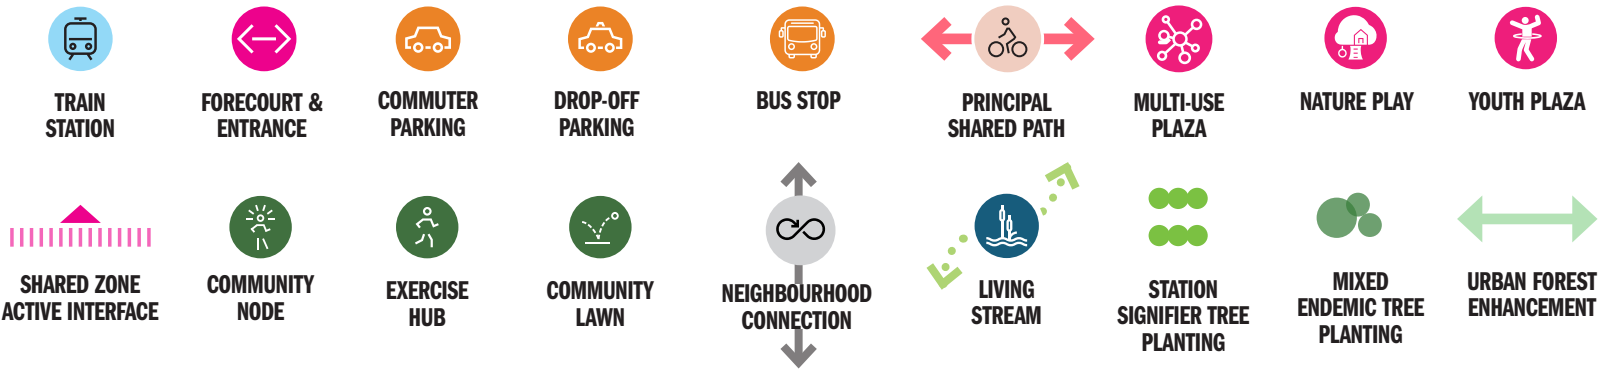 TRAIN
STATION
FORECOURT &
ENTRANCE
COMMUTER
PARKING
DROP-OFF
PARKING
BUS STOP
PRINCIPAL
SHARED PATH
MULTI-USE
PLAZA
NATURE PLAY
YOUTH PLAZA
SHARED ZONE
ACTIVE INTERFACE
COMMUNITY
NODE
EXERCISE
HUB
COMMUNITY
LAWN
NEIGHBOURHOOD
CONNECTION
LIVING
STREAM
STATION
SIGNIFIER TREE
PLANTING
MIXED
ENDEMIC TREE
PLANTING
URBAN FOREST
ENHANCEMENT